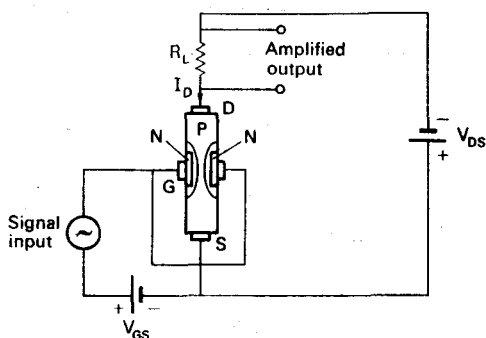 R_L
Amplified
output
I_D
D
P
N
N
G
Signal
input
S
−
+
V_DS
+
−
V_GS